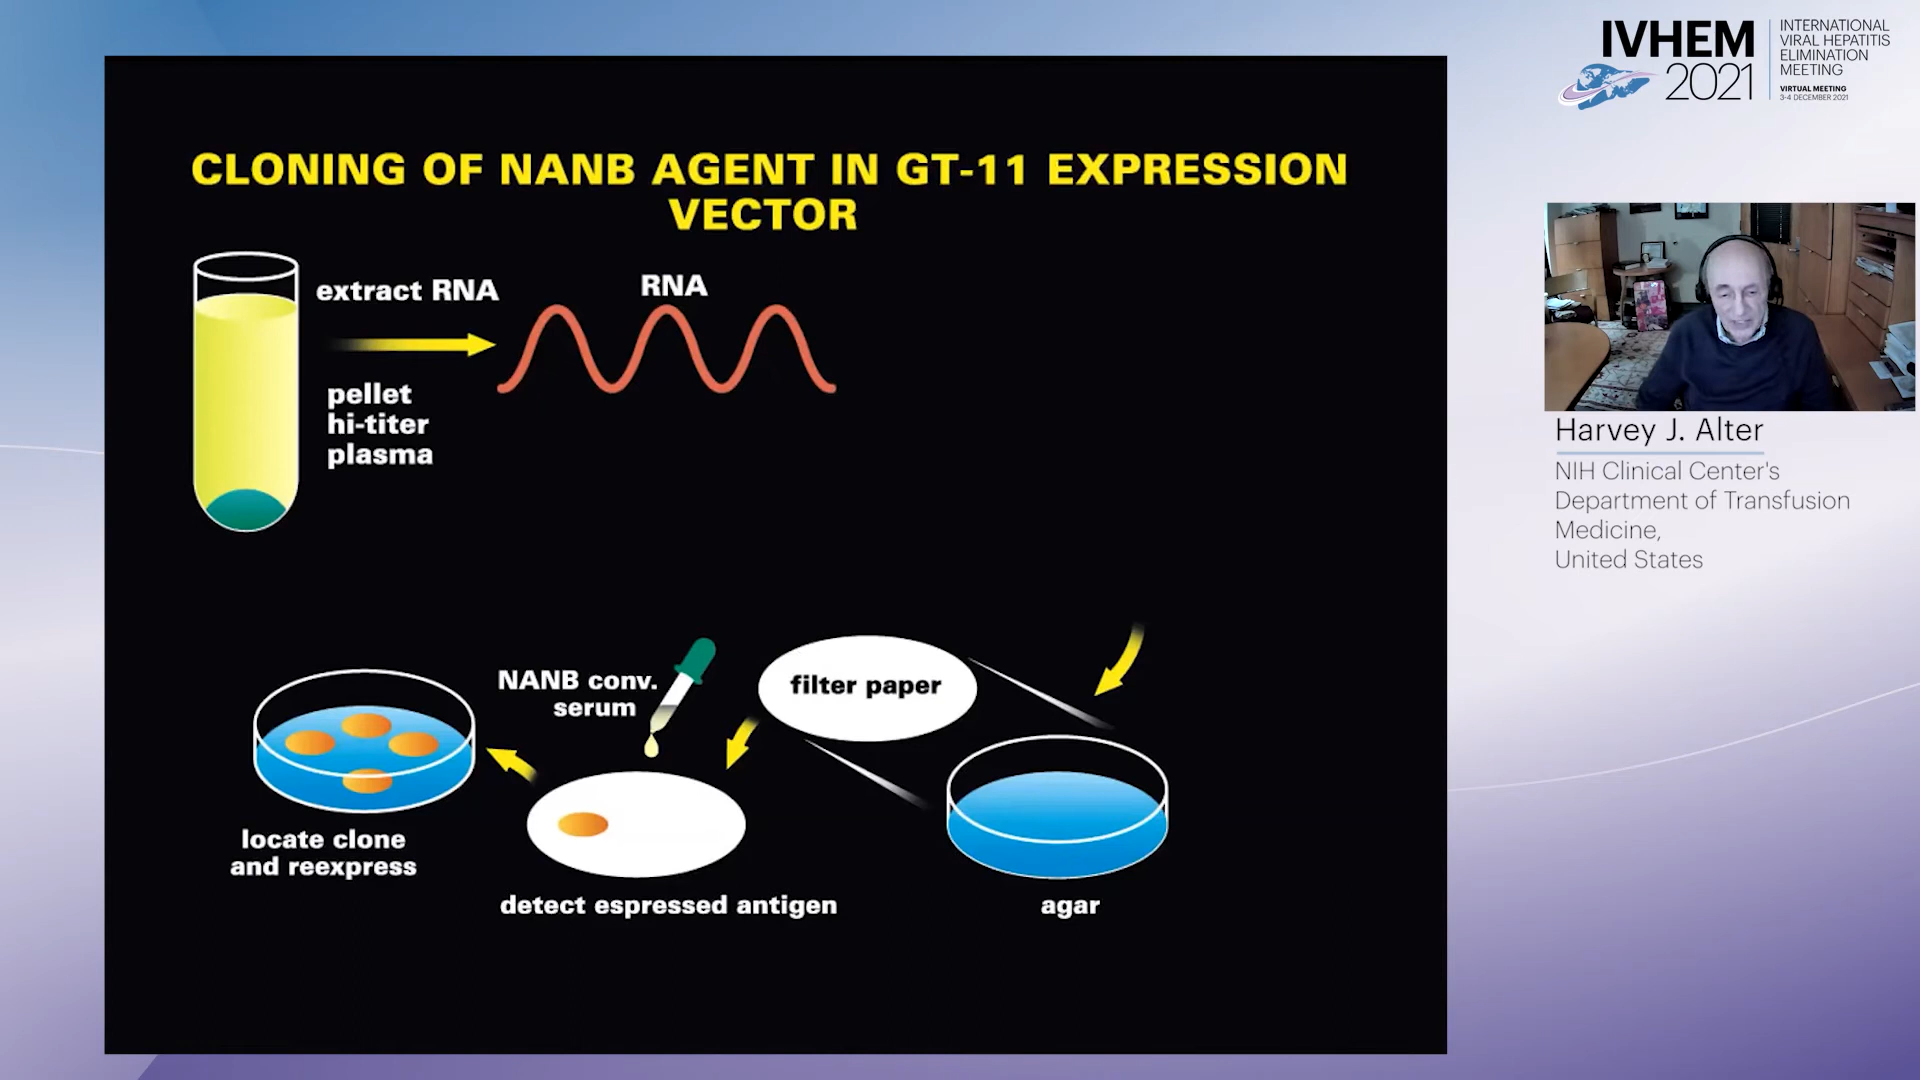 CLONING OF NANB AGENT IN GT-11 EXPRESSION
VECTOR
extract RNA
RNA
pellet
hi-titer
plasma
NANB conv.
serum
filter paper
locate clone
and reexpress
detect espressed antigen
agar
IVHEM
2021
INTERNATIONAL
VIRAL HEPATITIS
ELIMINATION
MEETING
VIRTUAL MEETING
3-4 DECEMBER 2021
Harvey J. Alter
NIH Clinical Center's
Department of Transfusion
Medicine,
United States